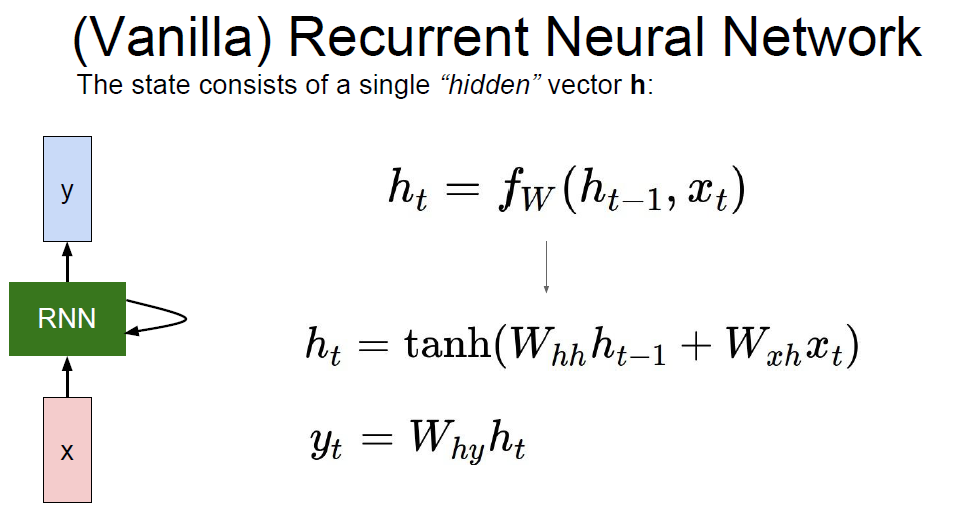 (Vanilla) Recurrent Neural Network
The state consists of a single “hidden” vector h:
y
RNN
x
h_t = f_W(h_{t-1}, x_t)
h_t = tanh(W_{hh}h_{t-1} + W_{xh}x_t)
y_t = W_{hy}h_t